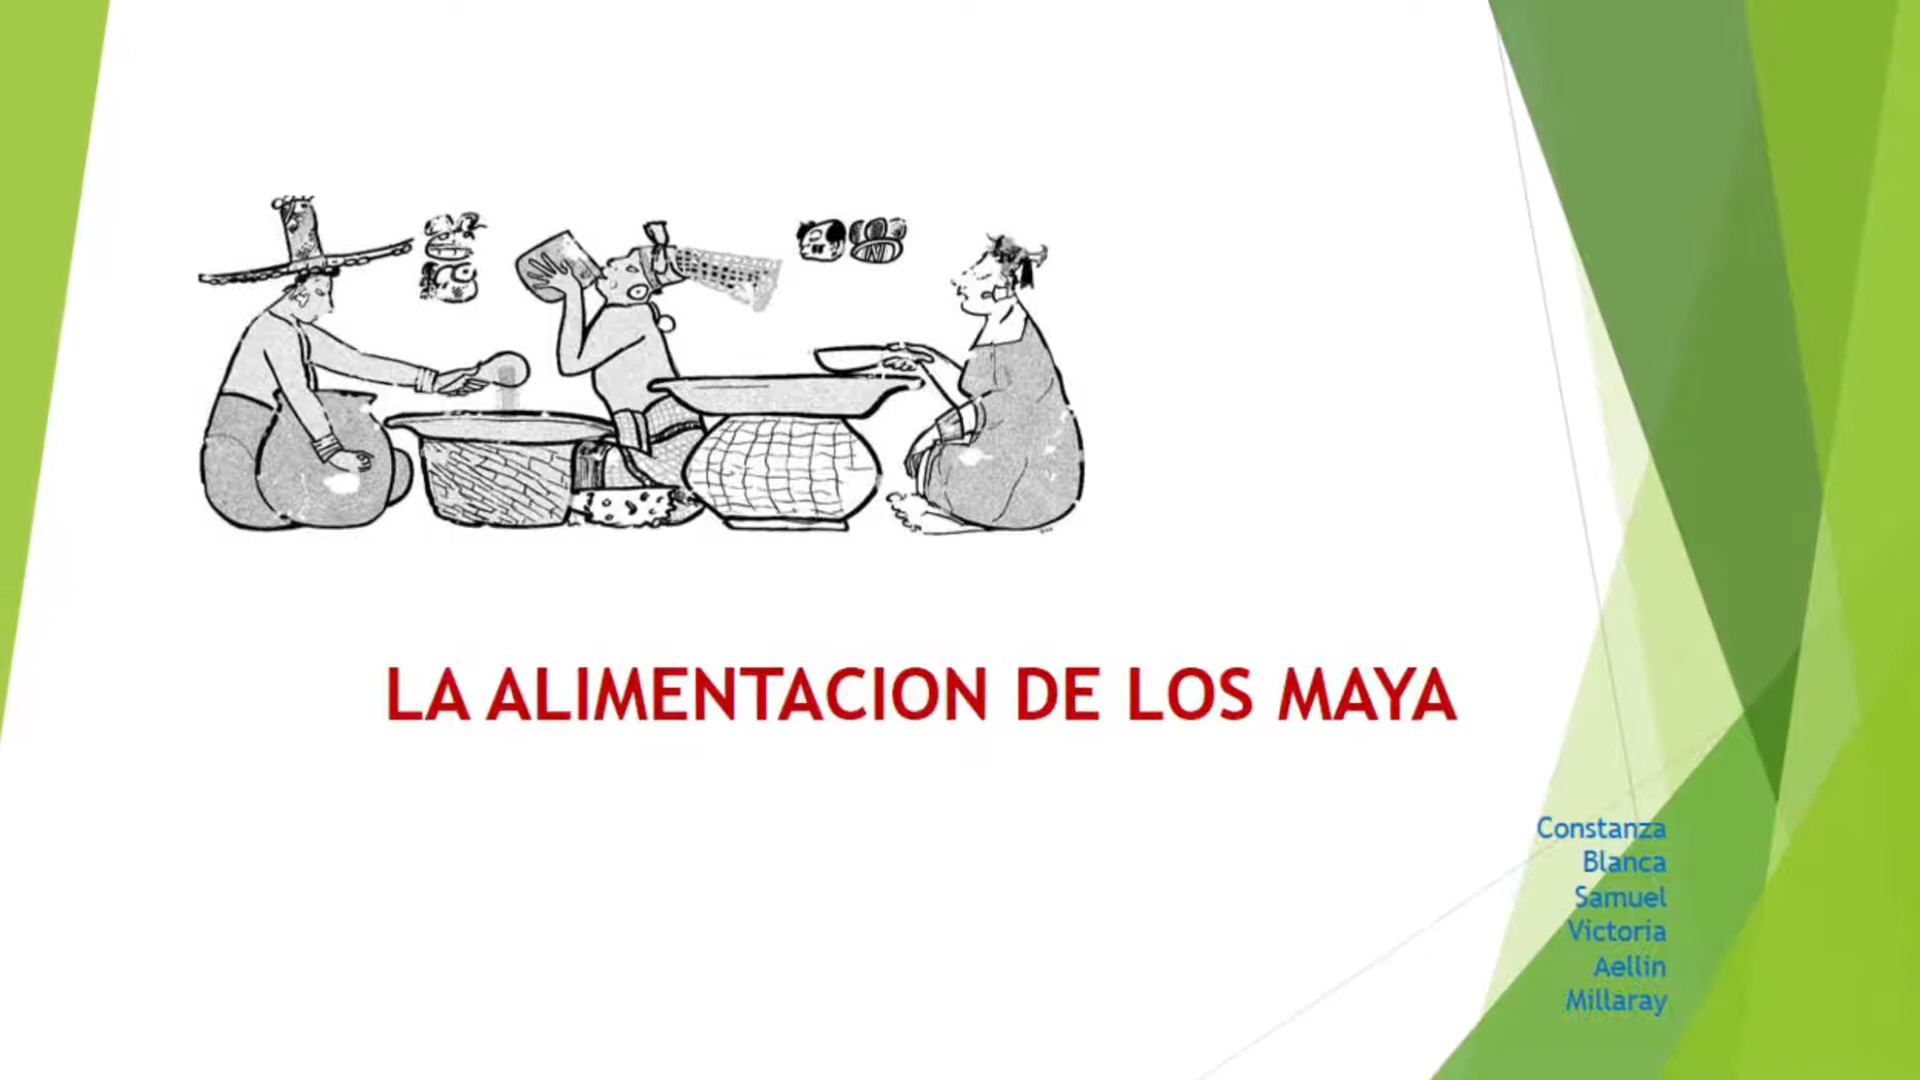 LA ALIMENTACION DE LOS MAYA
Constanza
Blanca
Samuel
Victoria
Aellin
Millaray